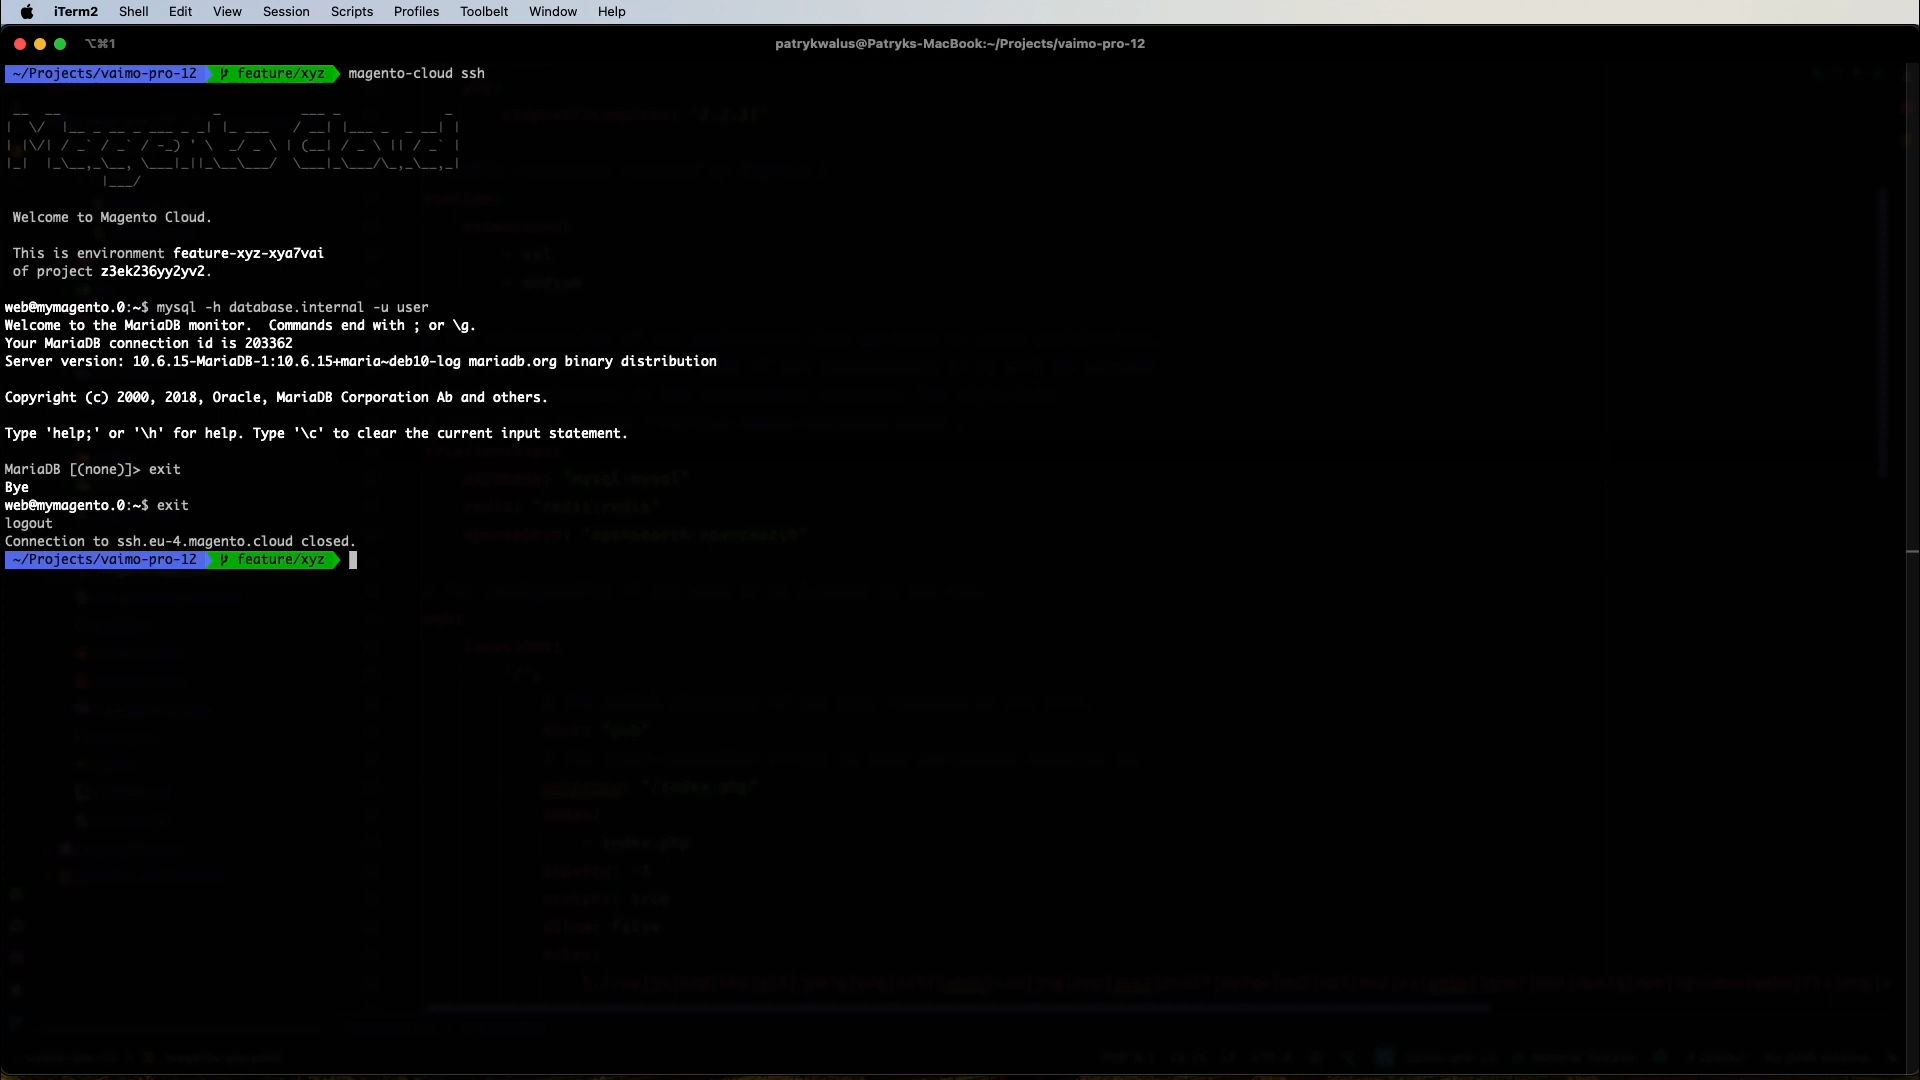 iTerm2 Shell Edit View Session Scripts Profiles Toolbelt Window Help
⌥⌘1 patrykwalus@Patryks-MacBook:~/Projects/vaimo-pro-12
~/Projects/vaimo-pro-12 feature/xyz magento-cloud ssh
Magento Cloud
Welcome to Magento Cloud.
This is environment feature-xyz-xya7vai
of project z3ek236yy2yv2.
web@mymagento.0:~$ mysql -h database.internal -u user
Welcome to the MariaDB monitor.  Commands end with ; or \g.
Your MariaDB connection id is 203362
Server version: 10.6.15-MariaDB-1:10.6.15+maria~deb10-log mariadb.org binary distribution
Copyright (c) 2000, 2018, Oracle, MariaDB Corporation Ab and others.
Type 'help;' or '\h' for help. Type '\c' to clear the current input statement.
MariaDB [(none)]> exit
Bye
web@mymagento.0:~$ exit
logout
Connection to ssh.eu-4.magento.cloud closed.
~/Projects/vaimo-pro-12 feature/xyz